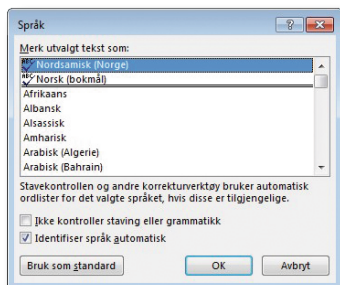 Språk
Merk utvalgt tekst som:
Nordsamisk (Norge)
Norsk (bokmål)
Afrikaans
Albansk
Alsassisk
Amharisk
Arabisk (Algerie)
Arabisk (Bahrain)
Stavekontrollen og andre korrekturverktøy bruker automatisk
ordlister for det valgte språket, hvis disse er tilgjengelige.
Ikke kontroller staving eller grammatikk
Identifiser språk automatisk
Bruk som standard OK Avbryt